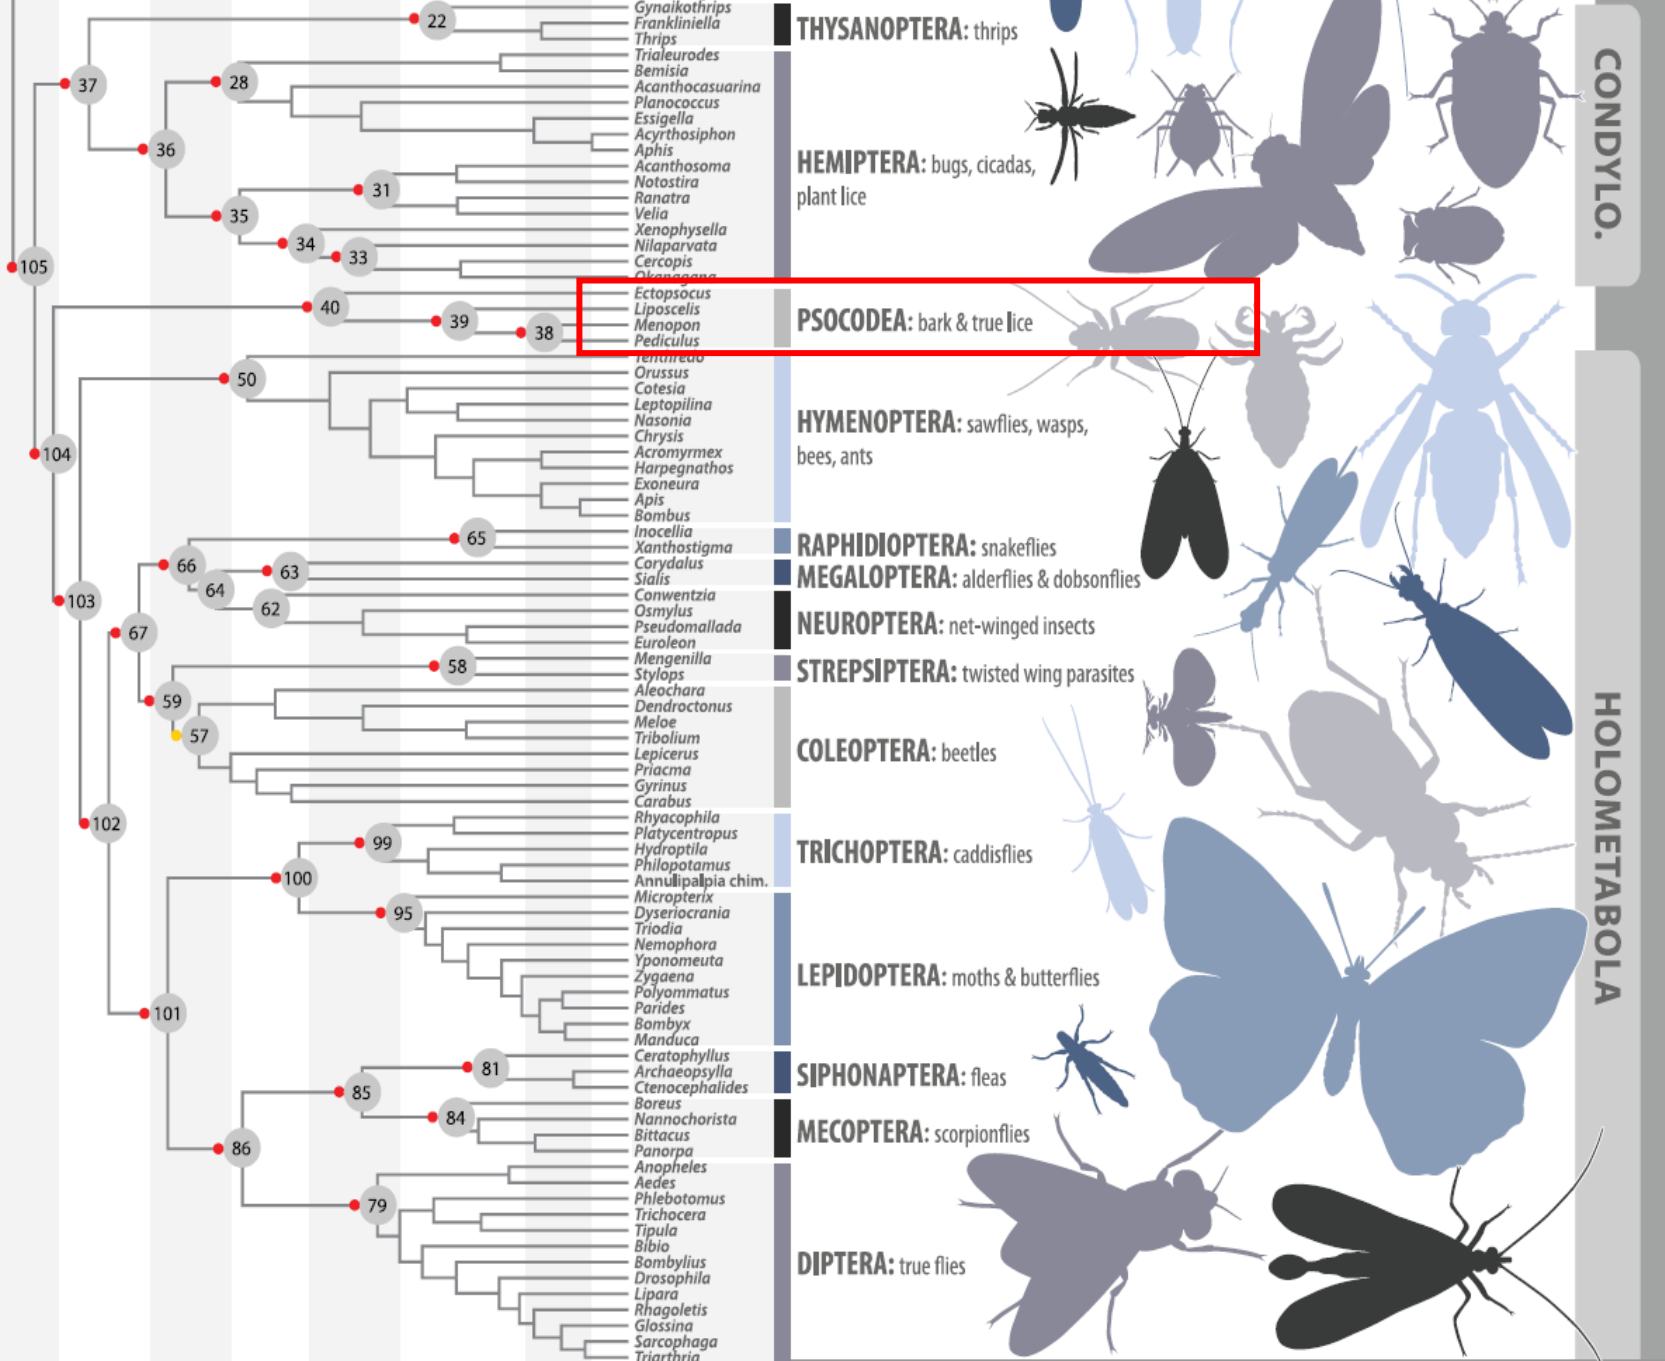 Gynaikothrips
Frankliniella
Thrips
22
THYSANOPTERA: thrips
Trialeurodes
Bemisia
Acanthocasuarina
Planococcus
Essigella
Acyrthosiphon
Aphis
Acanthosoma
Notostira
Ranatra
Velia
Xenophysella
Nilaparvata
Cercopis
Okanagana
37
28
36
31
35
34
33
105
HEMIPTERA: bugs, cicadas,
plant lice
CONDYLO.
Ectopsocus
Liposcelis
Menopon
Pediculus
40
39
38
PSOCODEA: bark & true lice
Tenthredo
Orussus
Cotesia
Leptopilina
Nasonia
Chrysis
Acromyrmex
Harpegnathos
Exoneura
Apis
Bombus
50
104
HYMENOPTERA: sawflies, wasps,
bees, ants
Inocellia
Xanthostigma
65
RAPHIDIOPTERA: snakeflies
Corydalus
Sialis
66
63
MEGALOPTERA: alderflies & dobsonflies
Conwentzia
Osmylus
Pseudomallada
Euroleon
64
62
103
67
NEUROPTERA: net-winged insects
Mengenilla
Stylops
58
STREPSIPTERA: twisted wing parasites
Aleochara
Dendroctonus
Meloe
Tribolium
Lepicerus
Priacma
Gyrinus
Carabus
59
57
COLEOPTERA: beetles
HOLOMETABOLA
Rhyacophila
Platycentropus
Hydroptila
Philopotamus
Annulipalpia chim.
102
99
100
TRICHOPTERA: caddisflies
Micropterix
Dyseriocrania
Triodia
Nemophora
Yponomeuta
Zygaena
Polyommatus
Parides
Bombyx
Manduca
95
101
LEPIDOPTERA: moths & butterflies
Ceratophyllus
Archaeopsylla
Ctenocephalides
81
85
SIPHONAPTERA: fleas
Boreus
Nannochorista
Bittacus
Panorpa
84
86
MECOPTERA: scorpionflies
Anopheles
Aedes
Phlebotomus
Trichocera
Tipula
Bibio
Bombylius
Drosophila
Lipara
Rhagoletis
Glossina
Sarcophaga
Triarthria
79
DIPTERA: true flies